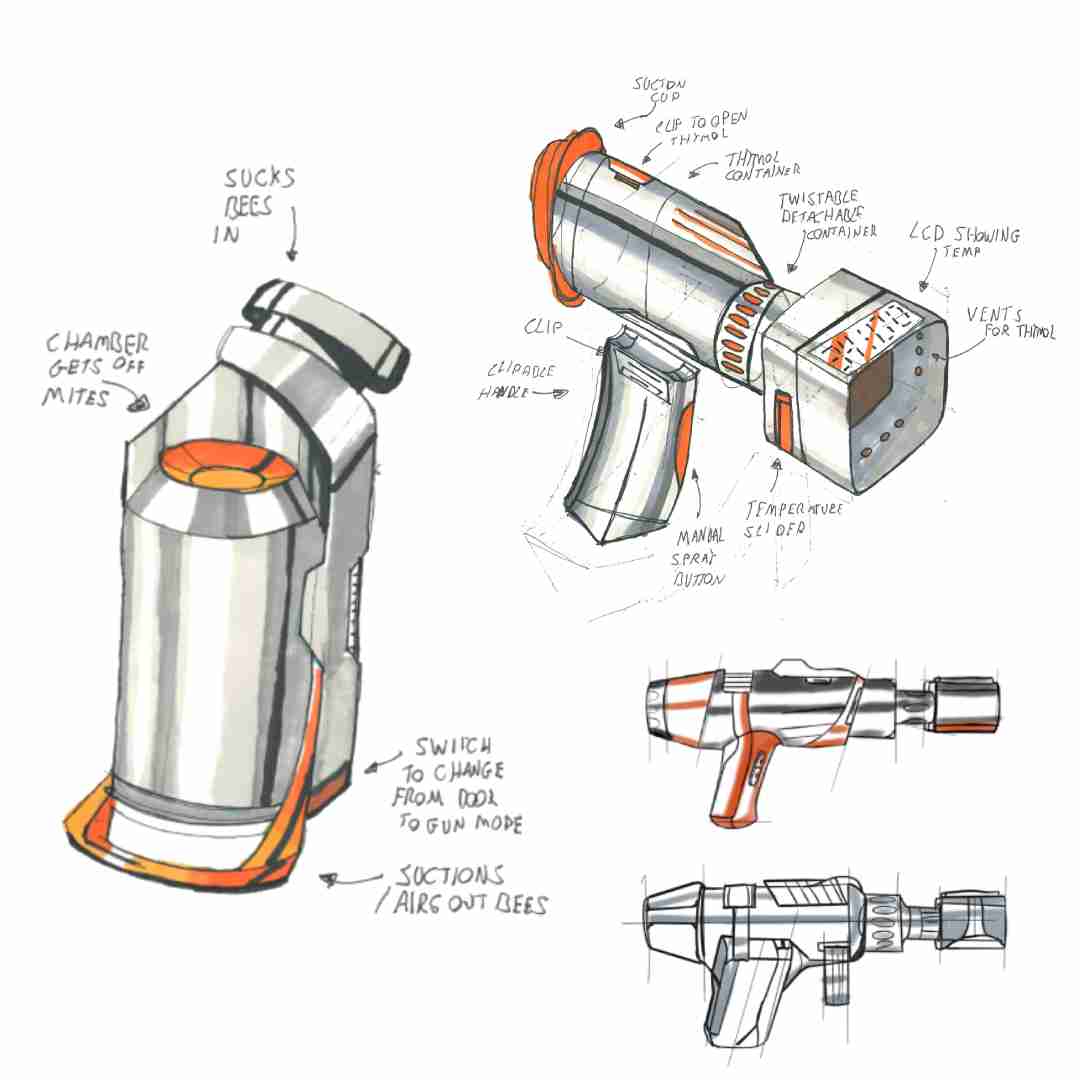 SUCKS
BEES
IN
CHAMBER
GETS OFF
MITES
SWITCH
TO CHANGE
FROM DOOR
TO GUN MODE
SUCTIONS
/AIRS OUT BEES
SUCTION
CUP
CLIP TO OPEN
THYMOL
THYMOL
CONTAINER
TWISTABLE
DETACHABLE
CONTAINER
LCD SHOWING
TEMP
VENTS
FOR THYMOL
CLIP
CLIPABLE
HANDLE
MANUAL
SPRAY
BUTTON
TEMPERATURE
SLIDER